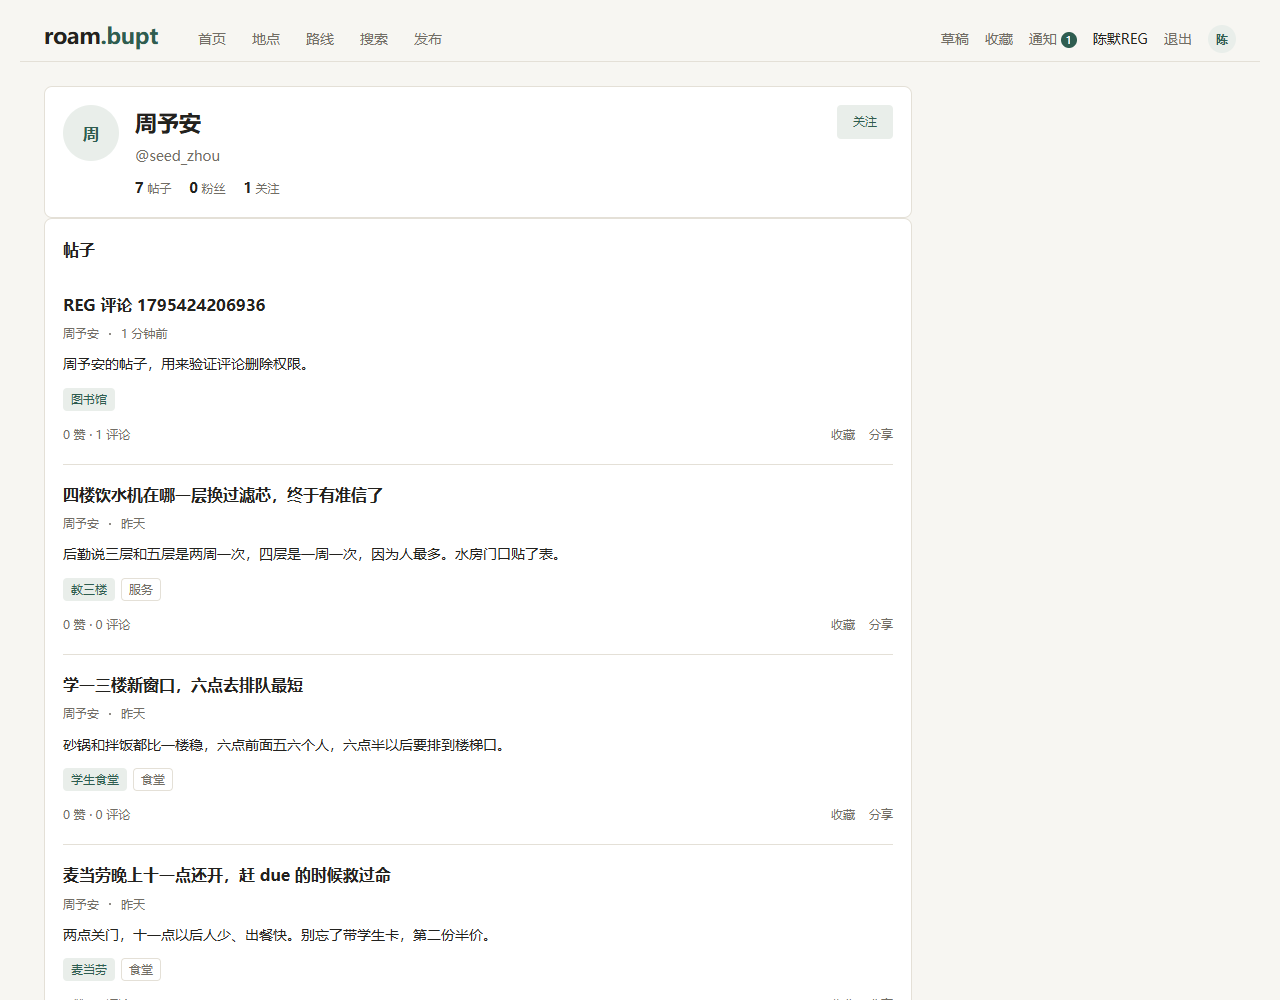 roam.bupt 首页 地点 路线 搜索 发布 草稿 收藏 通知 1 陈默REG 退出 陈
周
周予安
关注
@seed_zhou
7 帖子 0 粉丝 1 关注
帖子
REG 评论 1795424206936
周予安 · 1 分钟前
周予安的帖子，用来验证评论删除权限。
图书馆
0 赞 · 1 评论 收藏 分享
四楼饮水机在哪一层换过滤芯，终于有准信了
周予安 · 昨天
后勤说三层和五层是两周一次，四层是一周一次，因为人最多。水房门口贴了表。
教三楼 服务
0 赞 · 0 评论 收藏 分享
学一三楼新窗口，六点去排队最短
周予安 · 昨天
砂锅和拌饭都比一楼稳，六点前面五六个人，六点半以后要排到楼梯口。
学生食堂 食堂
0 赞 · 0 评论 收藏 分享
麦当劳晚上十一点还开，赶 due 的时候救过命
周予安 · 昨天
两点关门，十一点以后人少、出餐快。别忘了带学生卡，第二份半价。
麦当劳 食堂